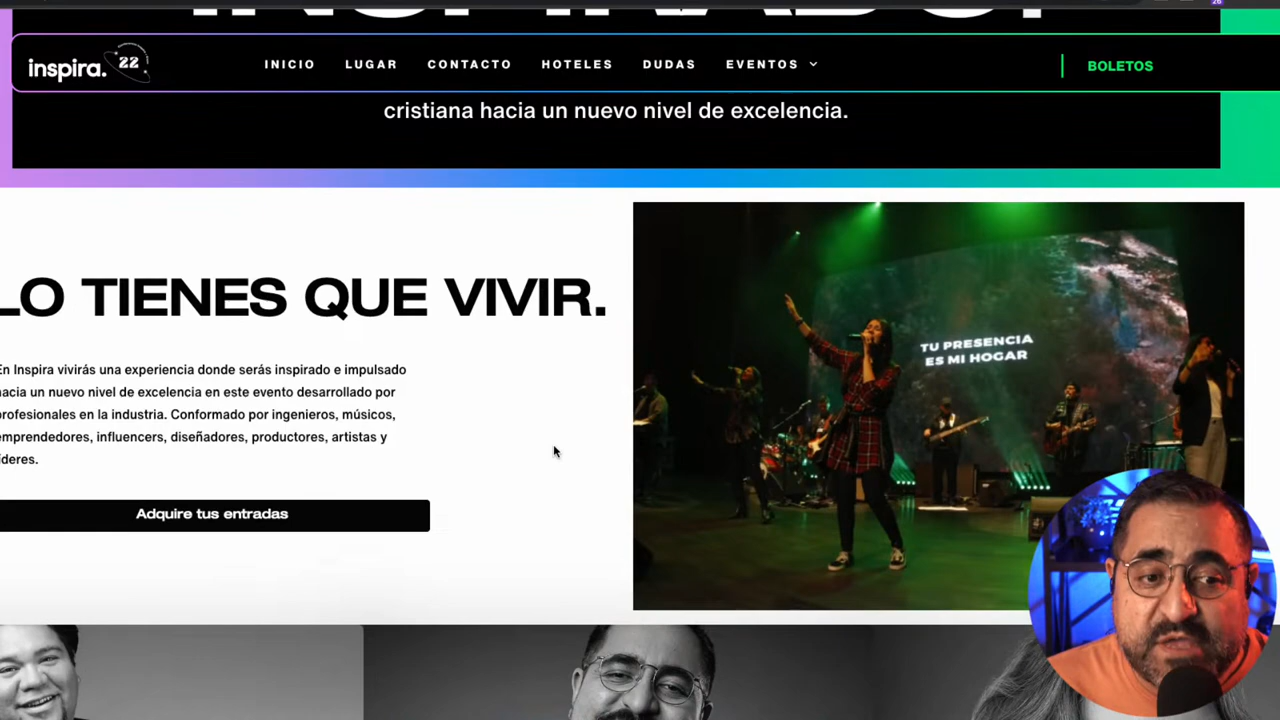 inspira. 22
INICIO LUGAR CONTACTO HOTELES DUDAS EVENTOS
BOLETOS
cristiana hacia un nuevo nivel de excelencia.
LO TIENES QUE VIVIR.
En Inspira vivirás una experiencia donde serás inspirado e impulsado
hacia un nuevo nivel de excelencia en este evento desarrollado por
profesionales en la industria. Conformado por ingenieros, músicos,
emprendedores, influencers, diseñadores, productores, artistas y
líderes.
Adquire tus entradas
TU PRESENCIA
ES MI HOGAR